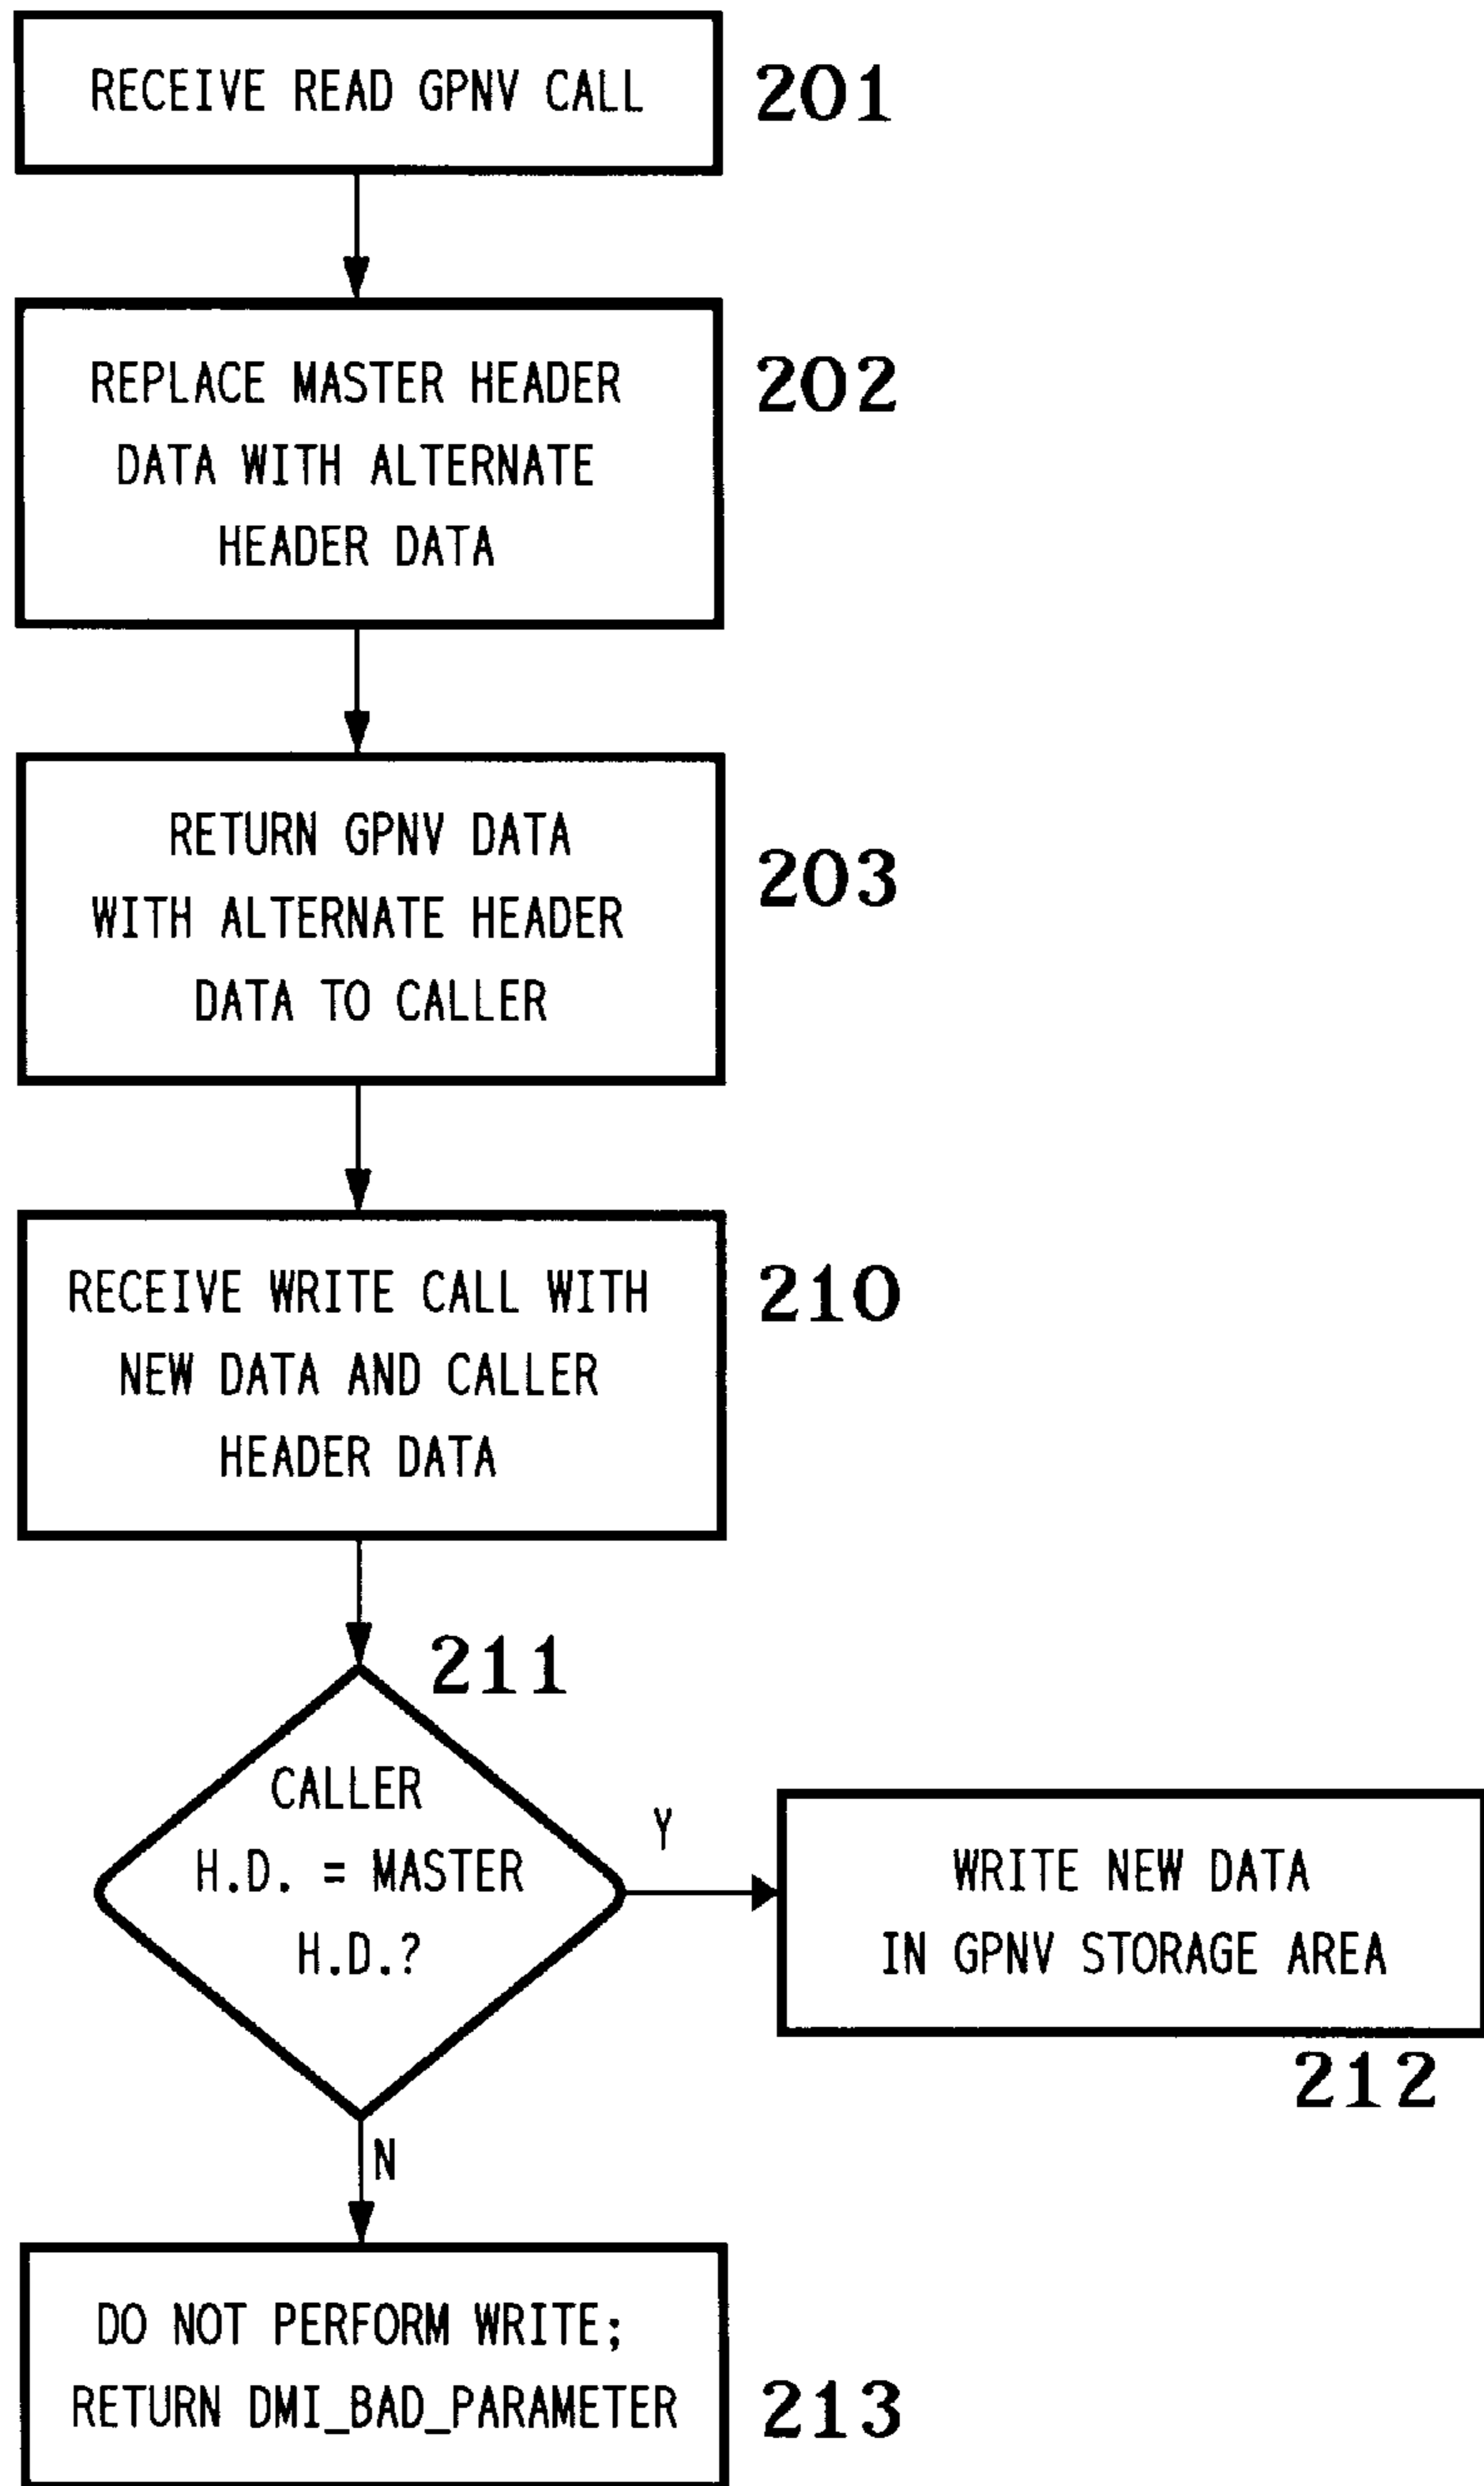 RECEIVE READ GPNV CALL
201
REPLACE MASTER HEADER
DATA WITH ALTERNATE
HEADER DATA
202
RETURN GPNV DATA
WITH ALTERNATE HEADER
DATA TO CALLER
203
RECEIVE WRITE CALL WITH
NEW DATA AND CALLER
HEADER DATA
210
211
CALLER
H.D. = MASTER
H.D.?
Y
WRITE NEW DATA
IN GPNV STORAGE AREA
212
N
DO NOT PERFORM WRITE;
RETURN DMI_BAD_PARAMETER
213